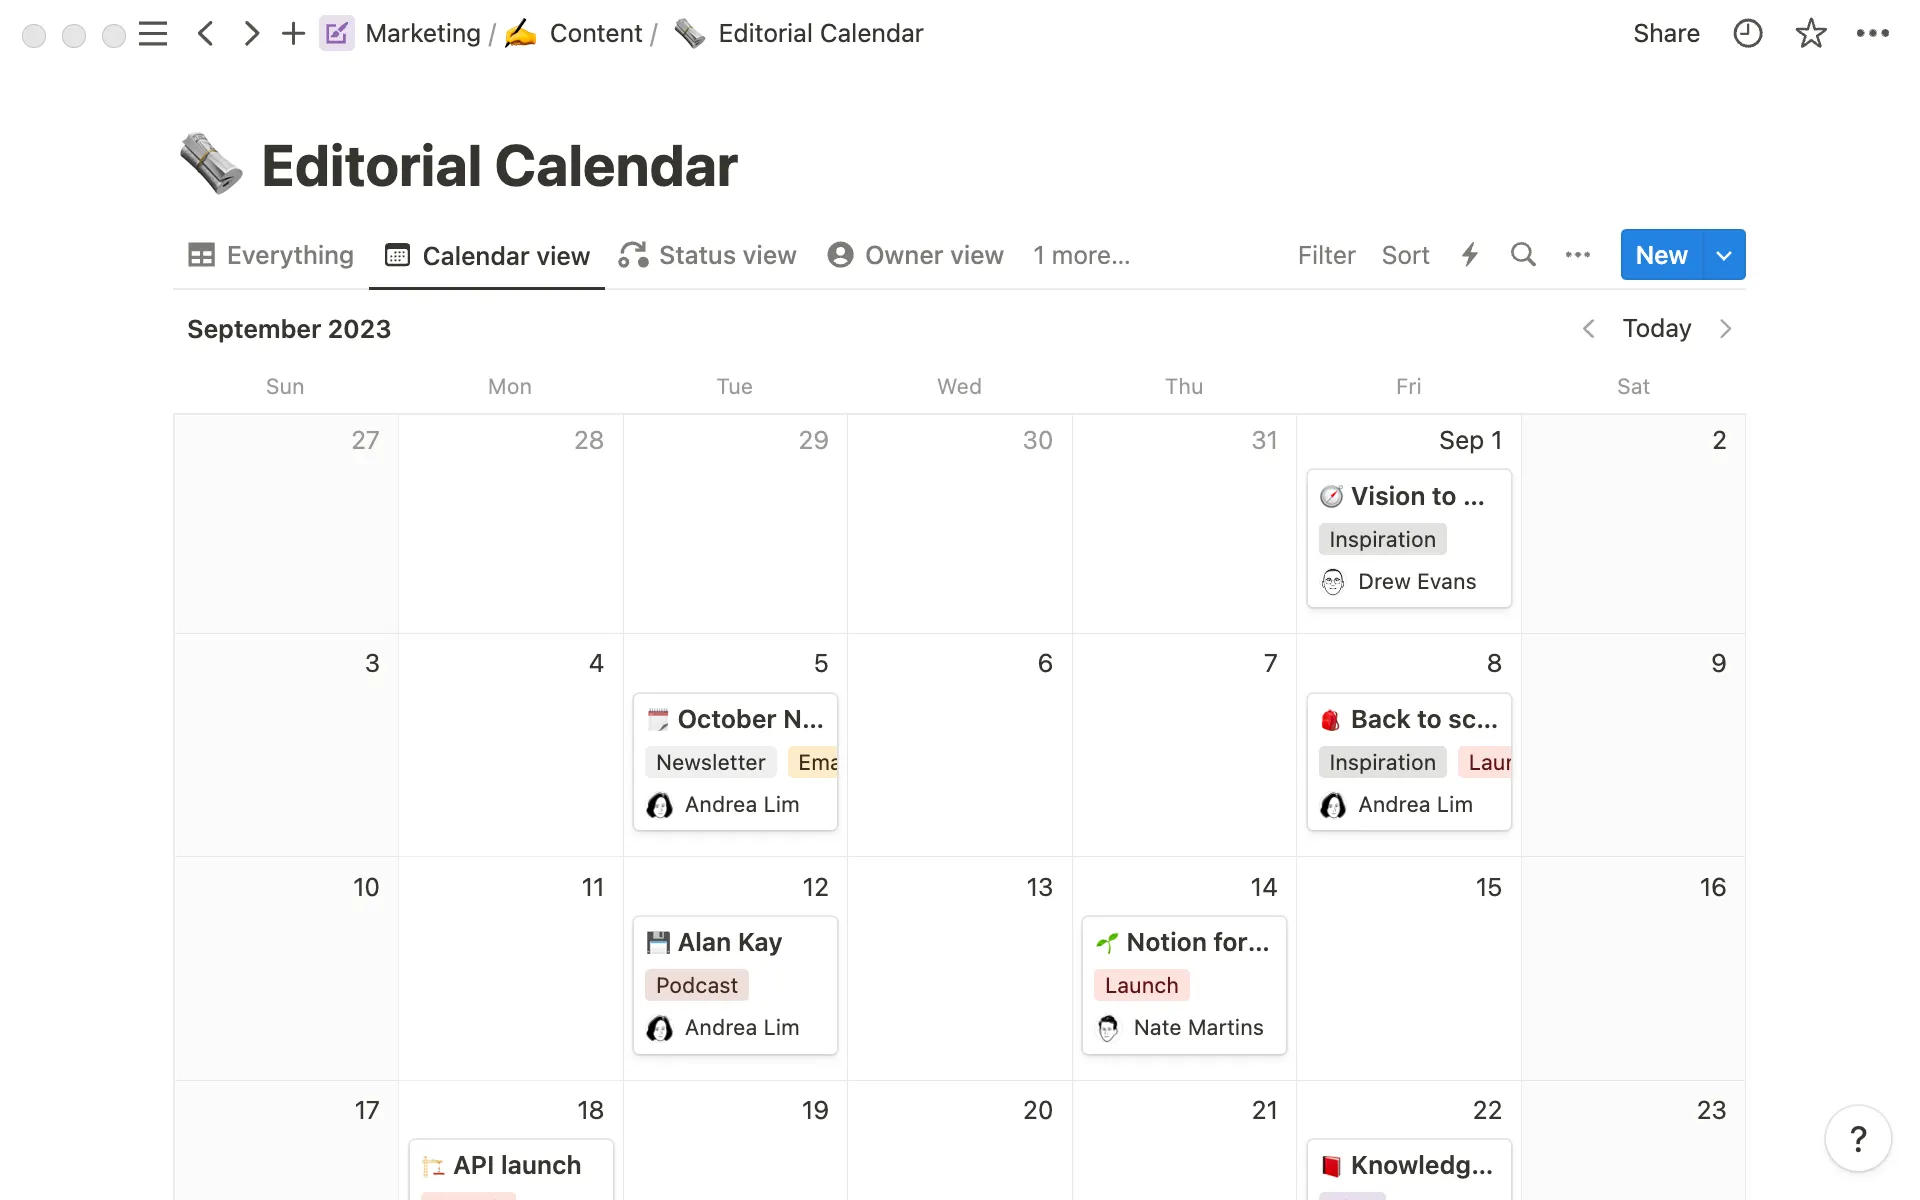 Marketing / Content / Editorial Calendar
Share
Editorial Calendar
Everything Calendar view Status view Owner view 1 more...
Filter Sort New
September 2023
Today
Sun Mon Tue Wed Thu Fri Sat
27 28 29 30 31 Sep 1 2
Vision to ...
Inspiration
Drew Evans
3 4 5 6 7 8 9
October N... Back to sc...
Newsletter Ema Inspiration Laun
Andrea Lim Andrea Lim
10 11 12 13 14 15 16
Alan Kay Notion for...
Podcast Launch
Andrea Lim Nate Martins
17 18 19 20 21 22 23
API launch Knowledg...
?